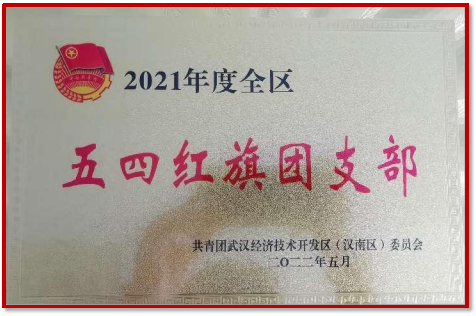 2021年度全区
五四红旗团支部
共青团武汉经济技术开发区（汉南区）委员会
二〇二二年五月